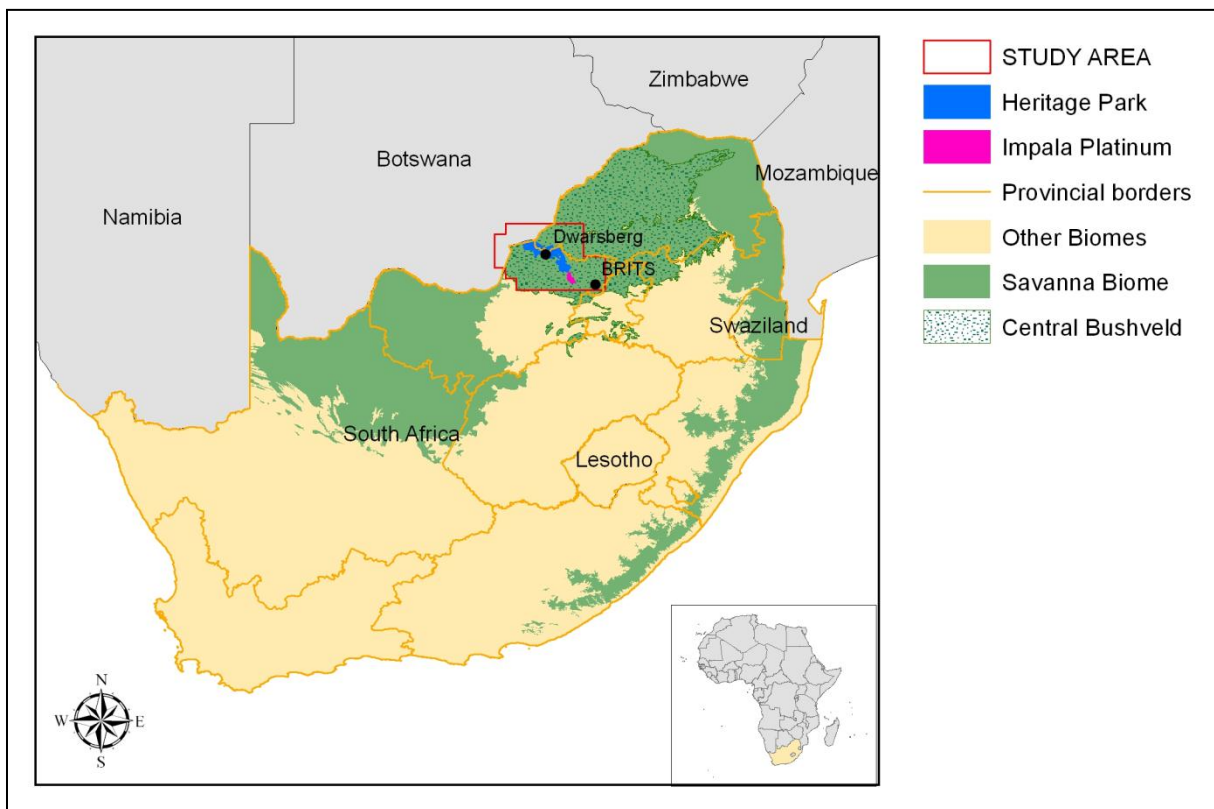 Zimbabwe
Botswana
Mozambique
Namibia
Dwarsberg
BRITS
Swaziland
South Africa
Lesotho
N
W
E
S
STUDY AREA
Heritage Park
Impala Platinum
Provincial borders
Other Biomes
Savanna Biome
Central Bushveld